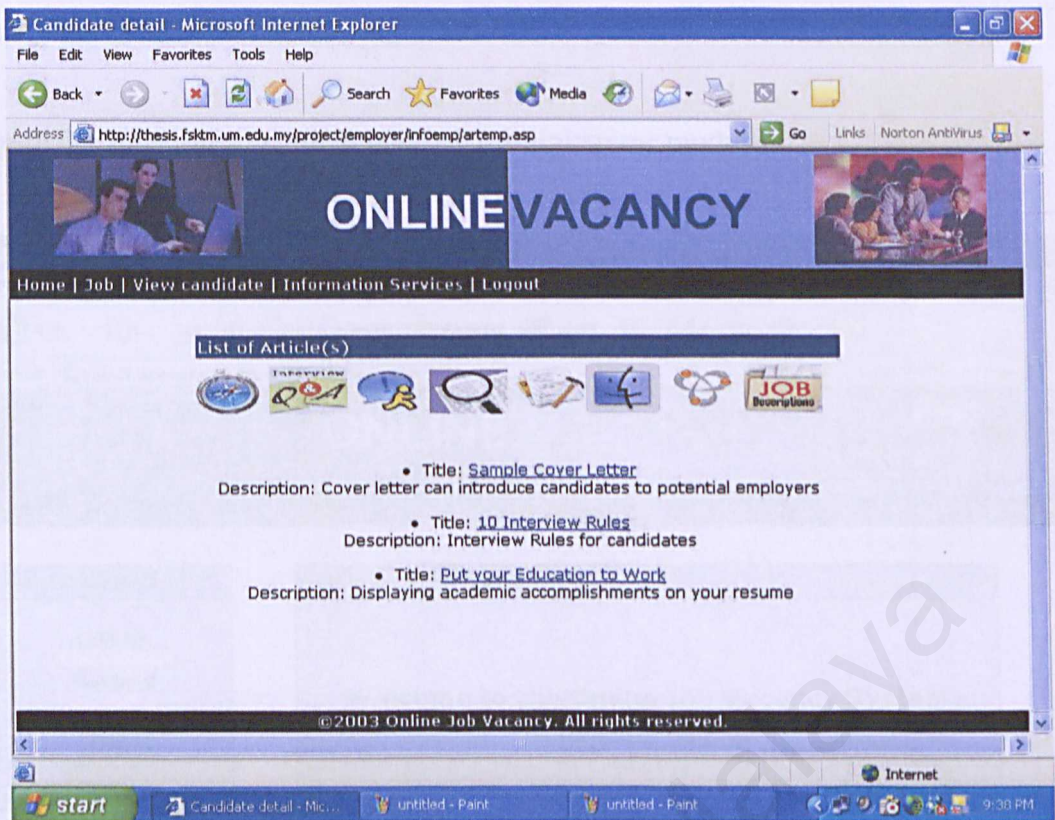 Candidate detail - Microsoft Internet Explorer
File Edit View Favorites Tools Help
Back Search Favorites Media
Address http://thesis.fsktm.um.edu.my/project/employer/infoemp/artemp.asp Go Links Norton AntiVirus
ONLINE VACANCY
Home | Job | View candidate | Information Services | Logout
List of Article(s)
Interview
Q&A
JOB
Descriptions
• Title: Sample Cover Letter
Description: Cover letter can introduce candidates to potential employers
• Title: 10 Interview Rules
Description: Interview Rules for candidates
• Title: Put your Education to Work
Description: Displaying academic accomplishments on your resume
©2003 Online Job Vacancy. All rights reserved.
Internet
start Candidate detail - Mic... untitled - Paint untitled - Paint 9:30 PM